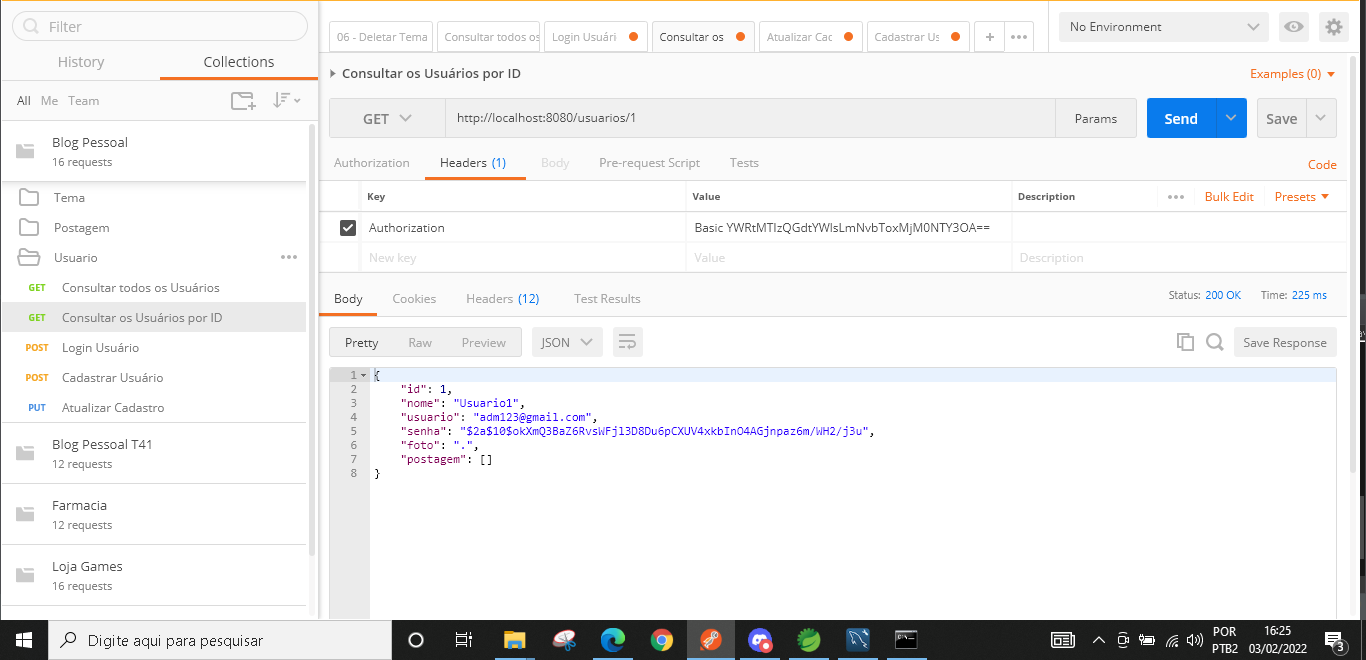 Filter
History Collections
All Me Team
Blog Pessoal
16 requests
Tema
Postagem
Usuario
GET Consultar todos os Usuários
GET Consultar os Usuários por ID
POST Login Usuário
POST Cadastrar Usuário
PUT Atualizar Cadastro
Blog Pessoal T41
12 requests
Farmacia
12 requests
Loja Games
16 requests
06 - Deletar Tema Consultar todos os Login Usuári Consultar os Atualizar Cac Cadastrar Us + •••
No Environment
Consultar os Usuários por ID Examples (0)
GET http://localhost:8080/usuarios/1 Params Send Save
Authorization Headers (1) Body Pre-request Script Tests Code
Key Value Description ••• Bulk Edit Presets
Authorization Basic YWRtMTIzQGdtYWlsLmNvbToxMjM0NTY3OA==
New key Value Description
Body Cookies Headers (12) Test Results Status: 200 OK Time: 225 ms
Pretty Raw Preview JSON Save Response
1 {
2 "id": 1,
3 "nome": "Usuario1",
4 "usuario": "adm123@gmail.com",
5 "senha": "$2a$10$okXmQ3BaZ6RvsWFjl3D8Du6pCXUV4xkbInO4AGjnpaz6m/WH2/j3u",
6 "foto": ".",
7 "postagem": []
8 }
Digite aqui para pesquisar
POR
PTB2
16:25
03/02/2022
3